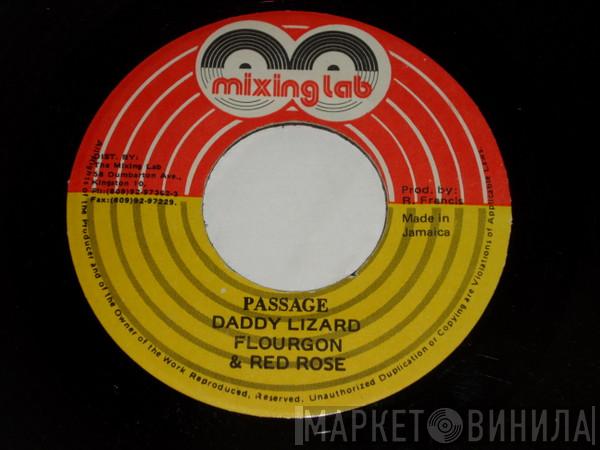 mixing lab
DIST. BY:
The Mixing Lab
58 Dumbarton Ave.,
Kingston 10.
Fax:(809)92-97229.
Prod. by:
R. Francis
Made in
Jamaica
PASSAGE
DADDY LIZARD
FLOURGON
& RED ROSE
All Rights of the Producer and of the Owner of the Work Reproduced, Reserved. Unauthorized Duplication or Copying are Violations of Applicable Laws
МАРКЕТ ВИНИЛА